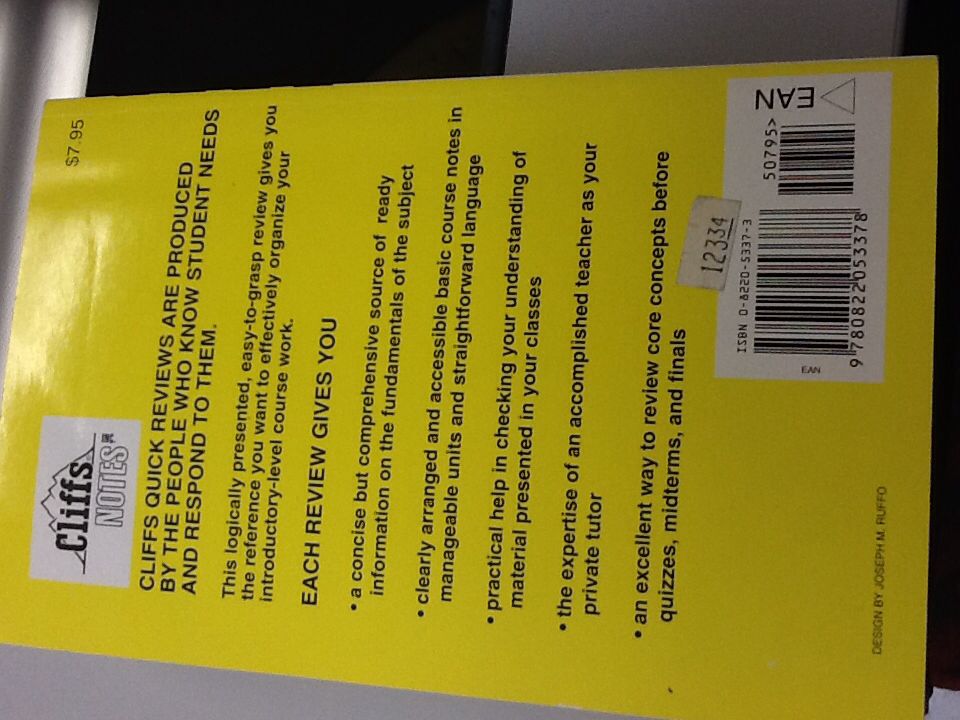 $7.95
Cliffs
NOTES
CLIFFS QUICK REVIEWS ARE PRODUCED
BY THE PEOPLE WHO KNOW STUDENT NEEDS
AND RESPOND TO THEM.
This logically presented, easy-to-grasp review gives you
the reference you want to effectively organize your
introductory-level course work.
EACH REVIEW GIVES YOU
• a concise but comprehensive source of ready
information on the fundamentals of the subject
• clearly arranged and accessible basic course notes in
manageable units and straightforward language
• practical help in checking your understanding of
material presented in your classes
• the expertise of an accomplished teacher as your
private tutor
• an excellent way to review core concepts before
quizzes, midterms, and finals
12334
ISBN 0-8220-5337-3
50795>
EAN
9 780822 053378
EAN
DESIGN BY JOSEPH M. RUFFO